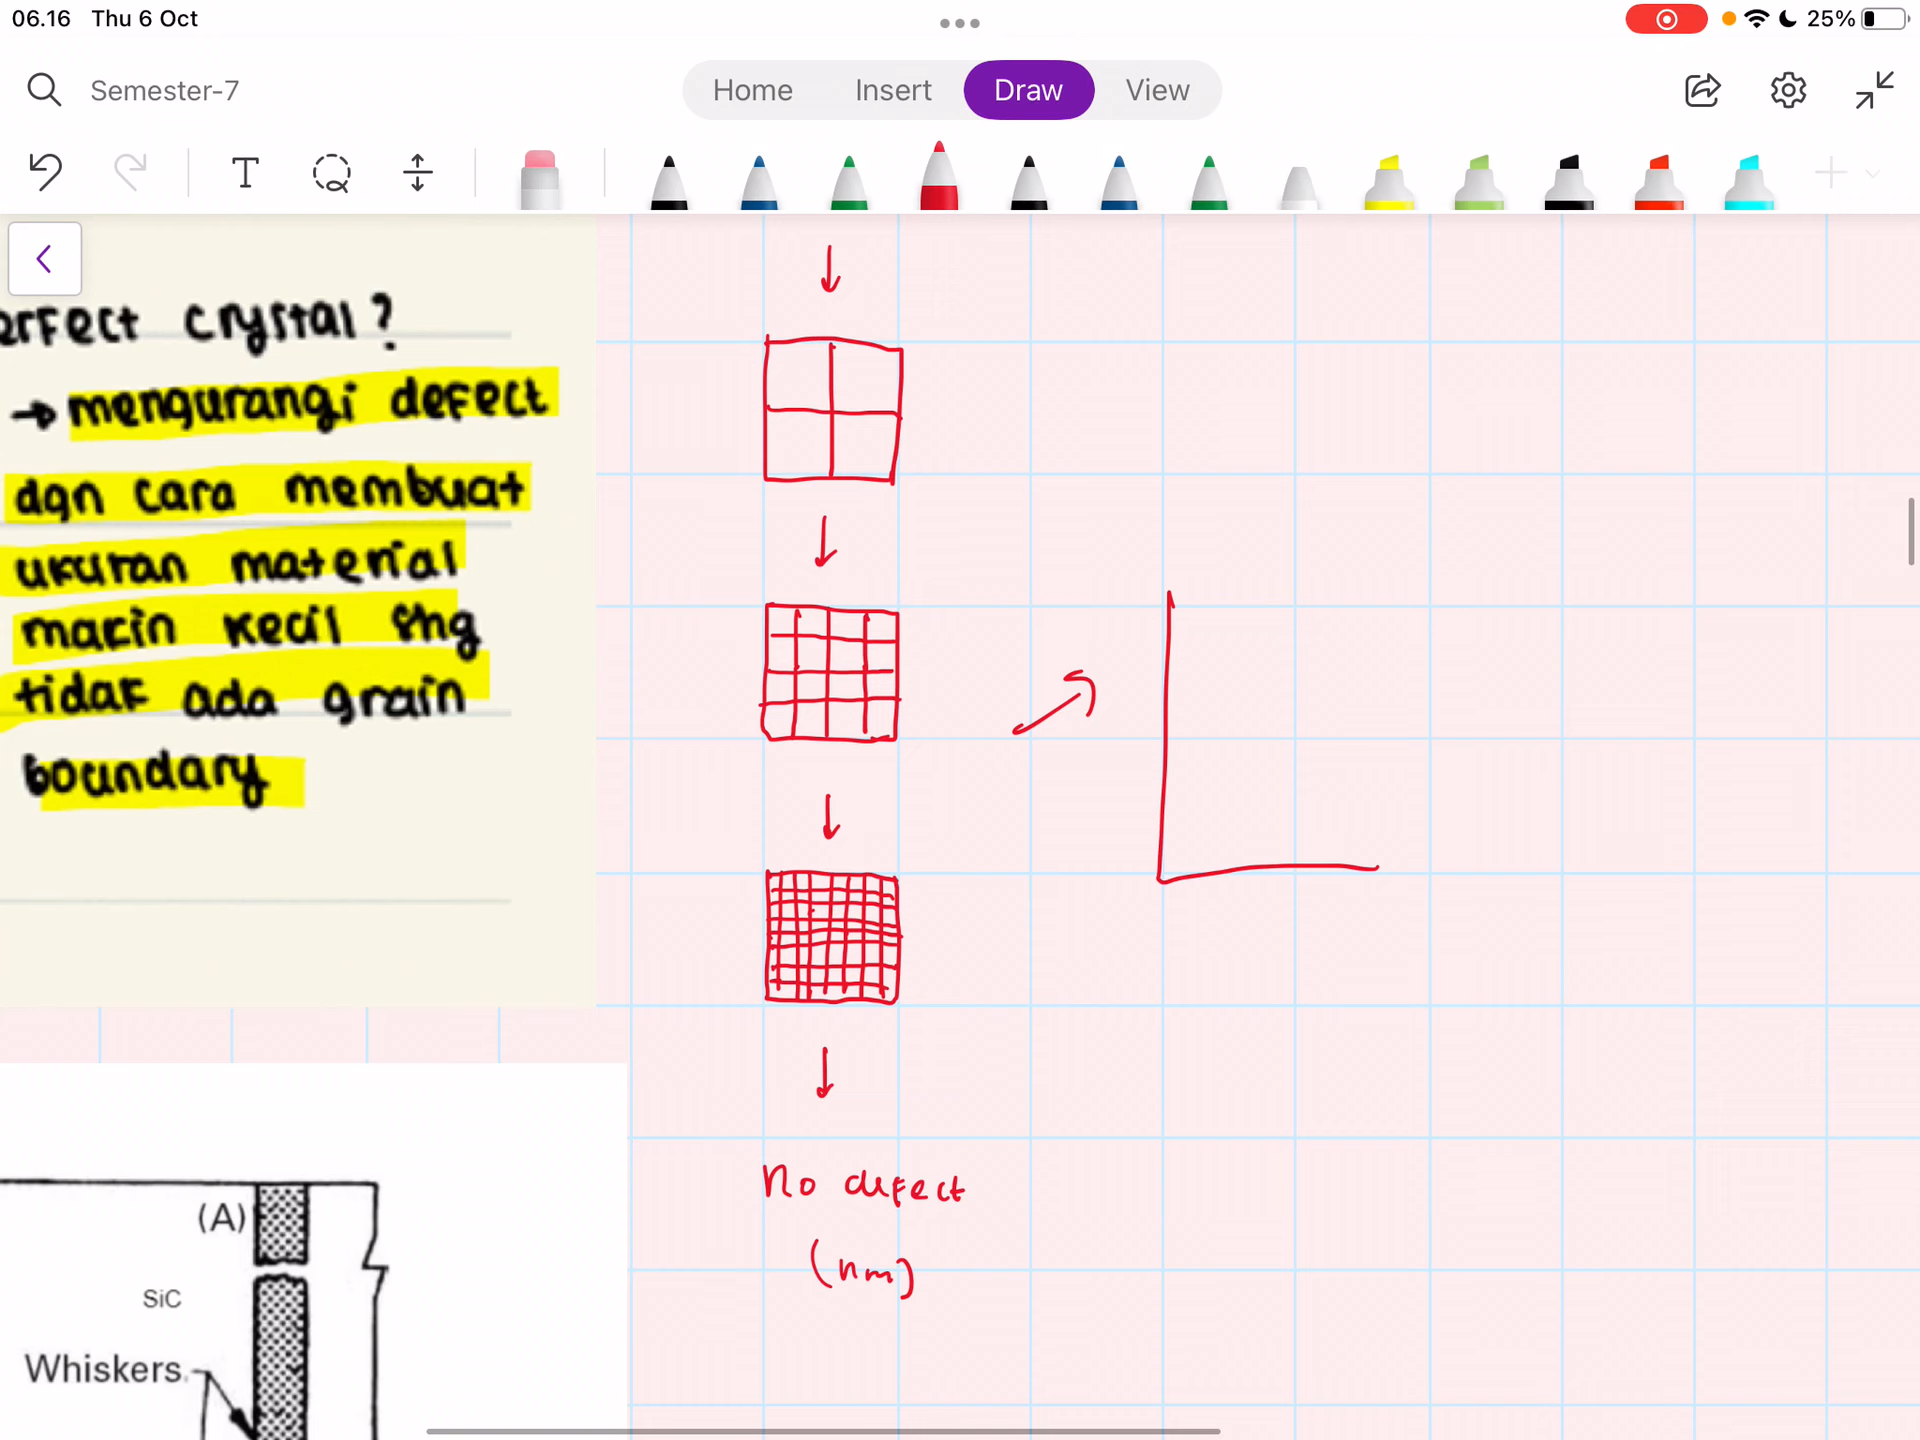 06.16 Thu 6 Oct
25%
Semester-7
Home Insert Draw View
T
erfect crystal?
→ mengurangi defect
dgn cara membuat
ukuran material
makin kecil shg
tidak ada grain
boundary
No defect
(nm)
(A)
SiC
Whiskers